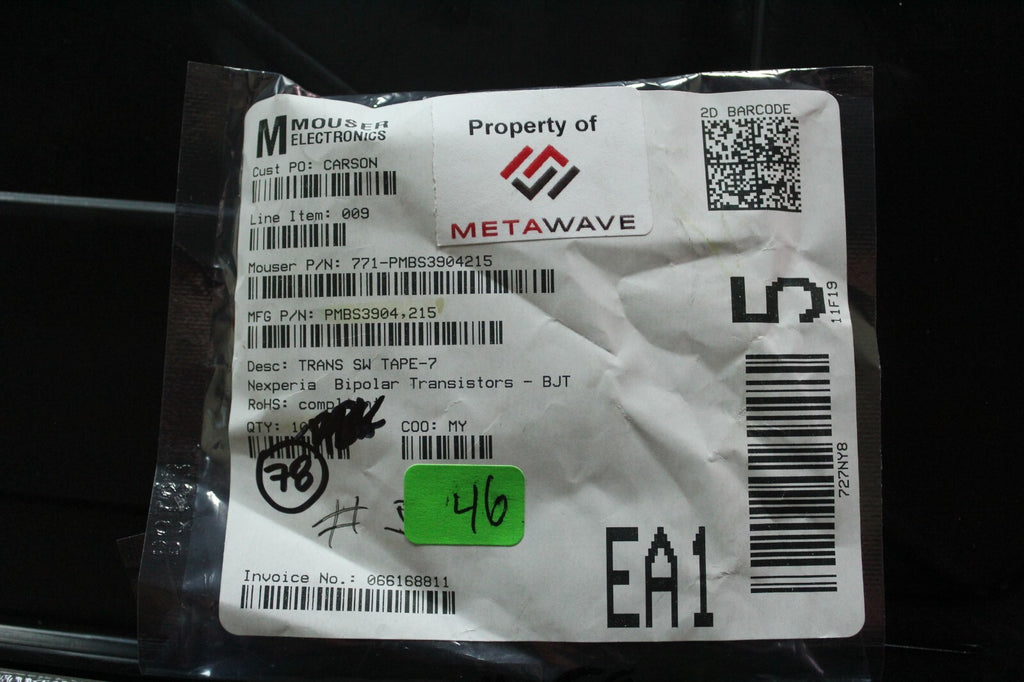 MOUSER
ELECTRONICS
Cust PO: CARSON
Line Item: 009
Mouser P/N: 771-PMBS3904215
MFG P/N: PMBS3904,215
Desc: TRANS SW TAPE-7
Nexperia Bipolar Transistors - BJT
RoHS:
QTY:
COO: MY
78
#
46
Invoice No.: 066168811
Property of
METAWAVE
2D BARCODE
5
11F19
727NY8
EA1